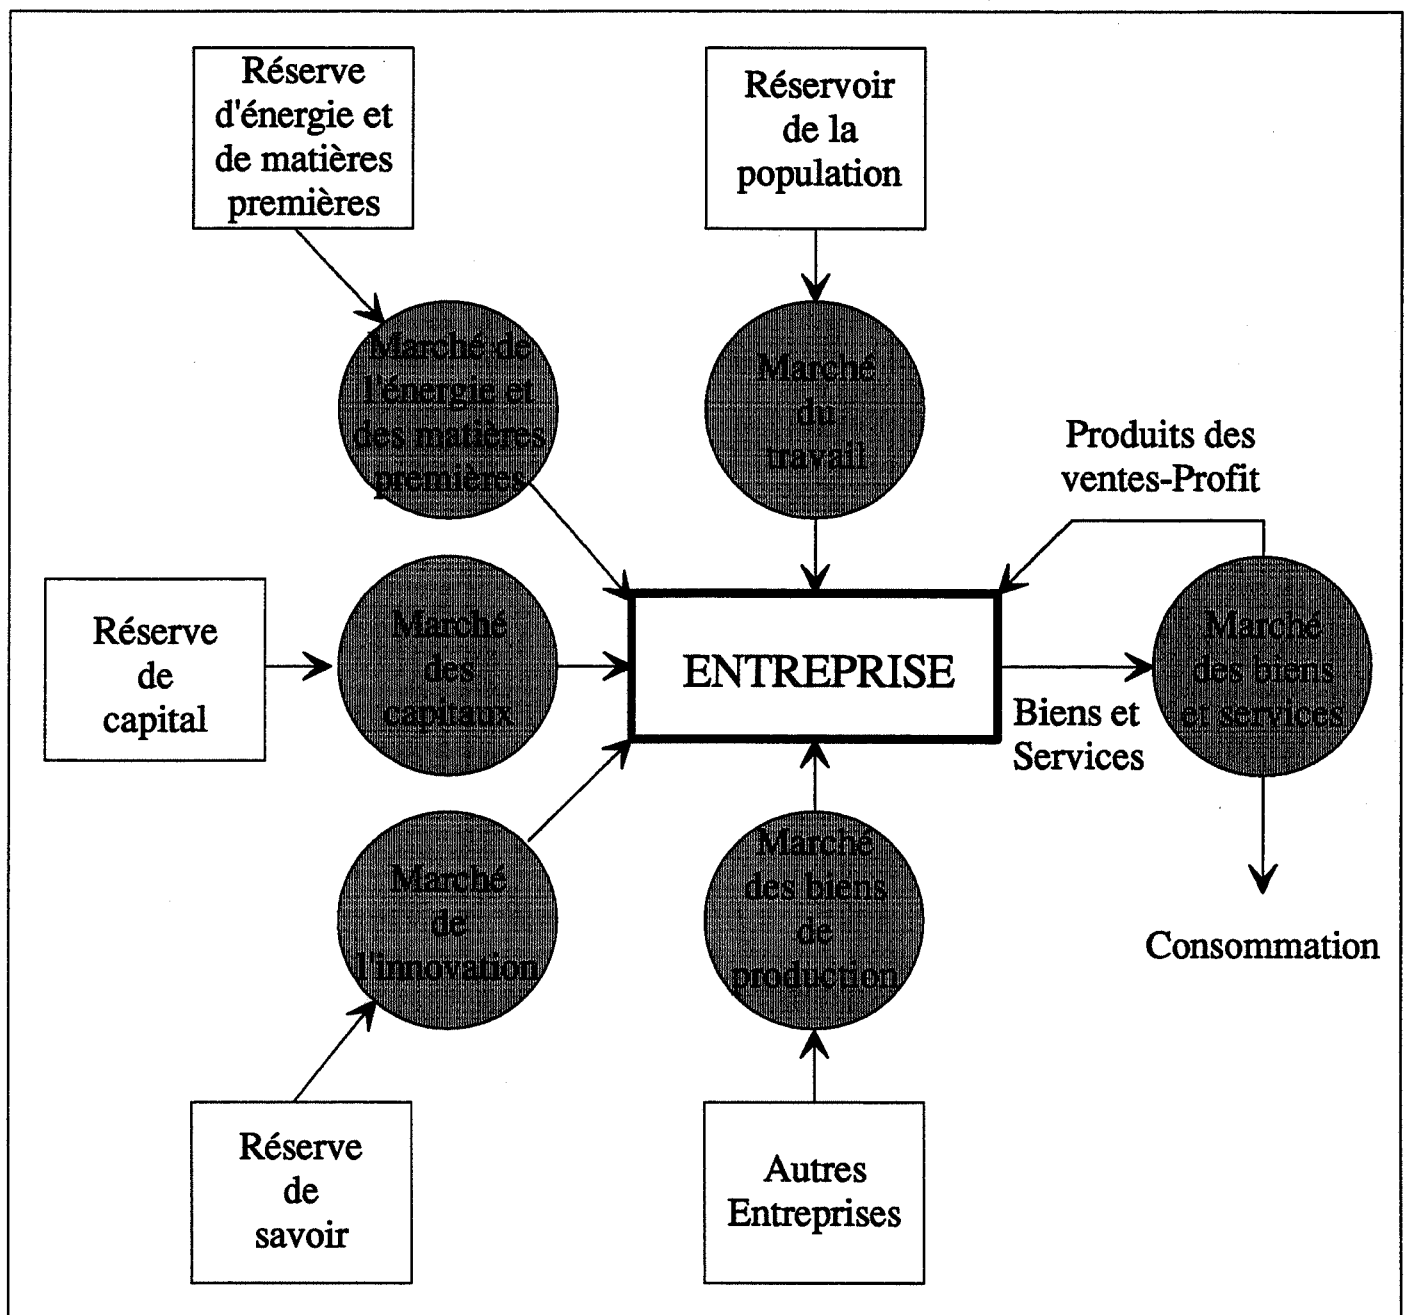 Réserve
d'énergie et
de matières
premières
Réservoir
de la
population
Marché de
l'énergie et
des matières
premières
Marché
du
travail
Produits des
ventes-Profit
Réserve
de
capital
Marché
des
capitaux
ENTREPRISE
Biens et
Services
Marché
des biens
et services
Marché
de
l'innovation
Marché
des biens
de
production
Consommation
Réserve
de
savoir
Autres
Entreprises